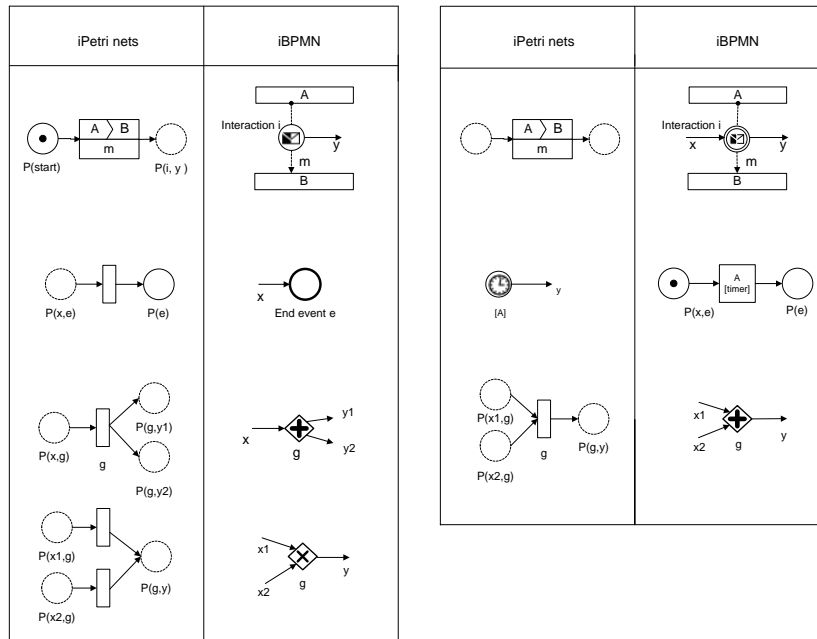 iPetri nets
iBPMN
A
Interaction i
A B
m
y
m
P(start)
P(i, y )
B
x
P(x,e)
P(e)
End event e
y1
P(g,y1)
x
y2
P(x,g)
g
g
P(g,y2)
x1
P(x1,g)
y
x2
g
P(g,y)
P(x2,g)
iPetri nets
iBPMN
A
Interaction i
A B
m
x
y
m
B
A
[timer]
y
[A]
P(x,e)
P(e)
x1
P(x1,g)
x2
y
g
P(g,y)
g
P(x2,g)